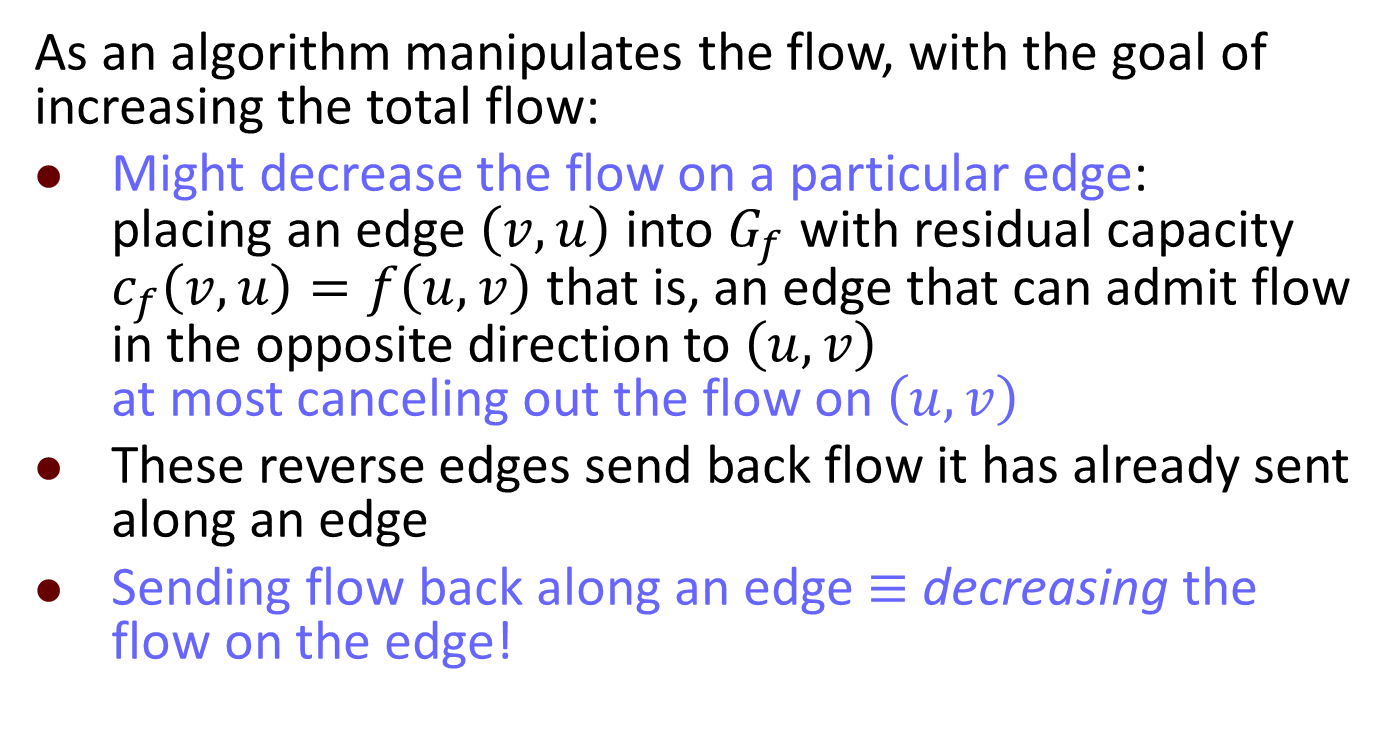 As an algorithm manipulates the flow, with the goal of
increasing the total flow:
● Might decrease the flow on a particular edge:
placing an edge (𝑣, 𝑢) into 𝐺𝑓 with residual capacity
𝑐𝑓(𝑣, 𝑢) = 𝑓(𝑢, 𝑣) that is, an edge that can admit flow
in the opposite direction to (𝑢, 𝑣)
at most canceling out the flow on (𝑢, 𝑣)
● These reverse edges send back flow it has already sent
along an edge
● Sending flow back along an edge ≡ decreasing the
flow on the edge!